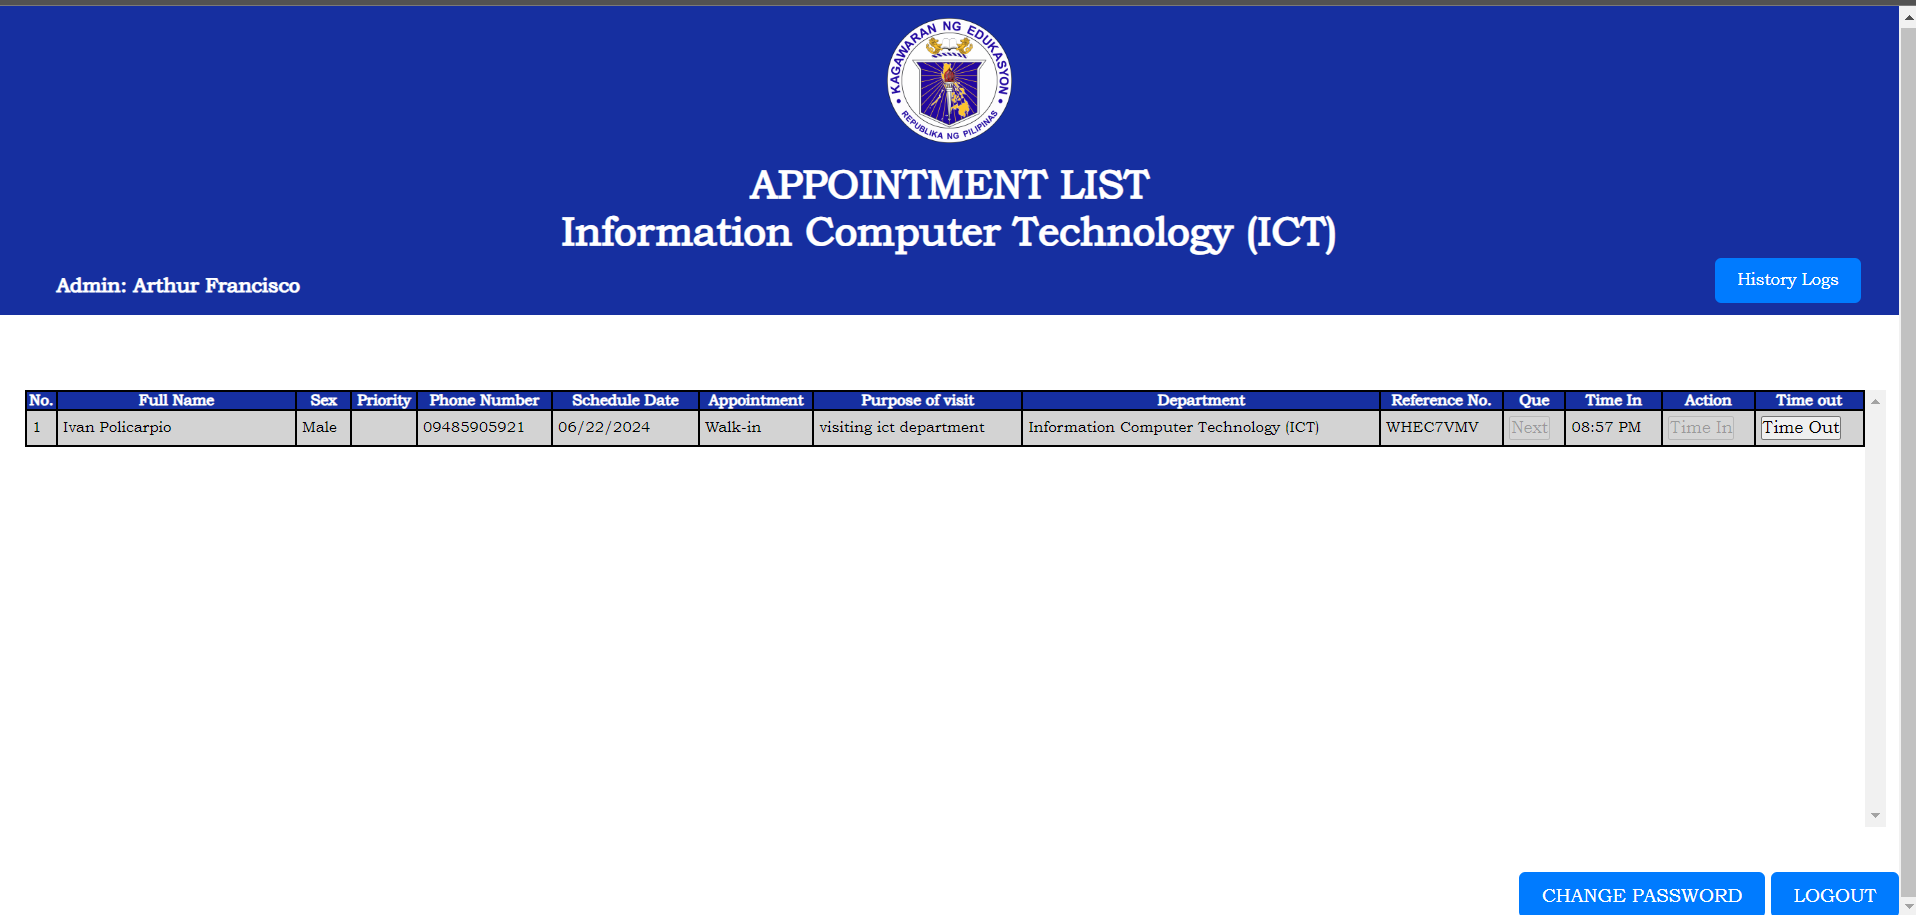 KAGAWARAN NG EDUKASYON
REPUBLIKA NG PILIPINAS
APPOINTMENT LIST
Information Computer Technology (ICT)
Admin: Arthur Francisco
History Logs
No. Full Name Sex Priority Phone Number Schedule Date Appointment Purpose of visit Department Reference No. Que Time In Action Time out
1 Ivan Policarpio Male 09485905921 06/22/2024 Walk-in visiting ict department Information Computer Technology (ICT) WHEC7VMV Next 08:57 PM Time In Time Out
CHANGE PASSWORD LOGOUT